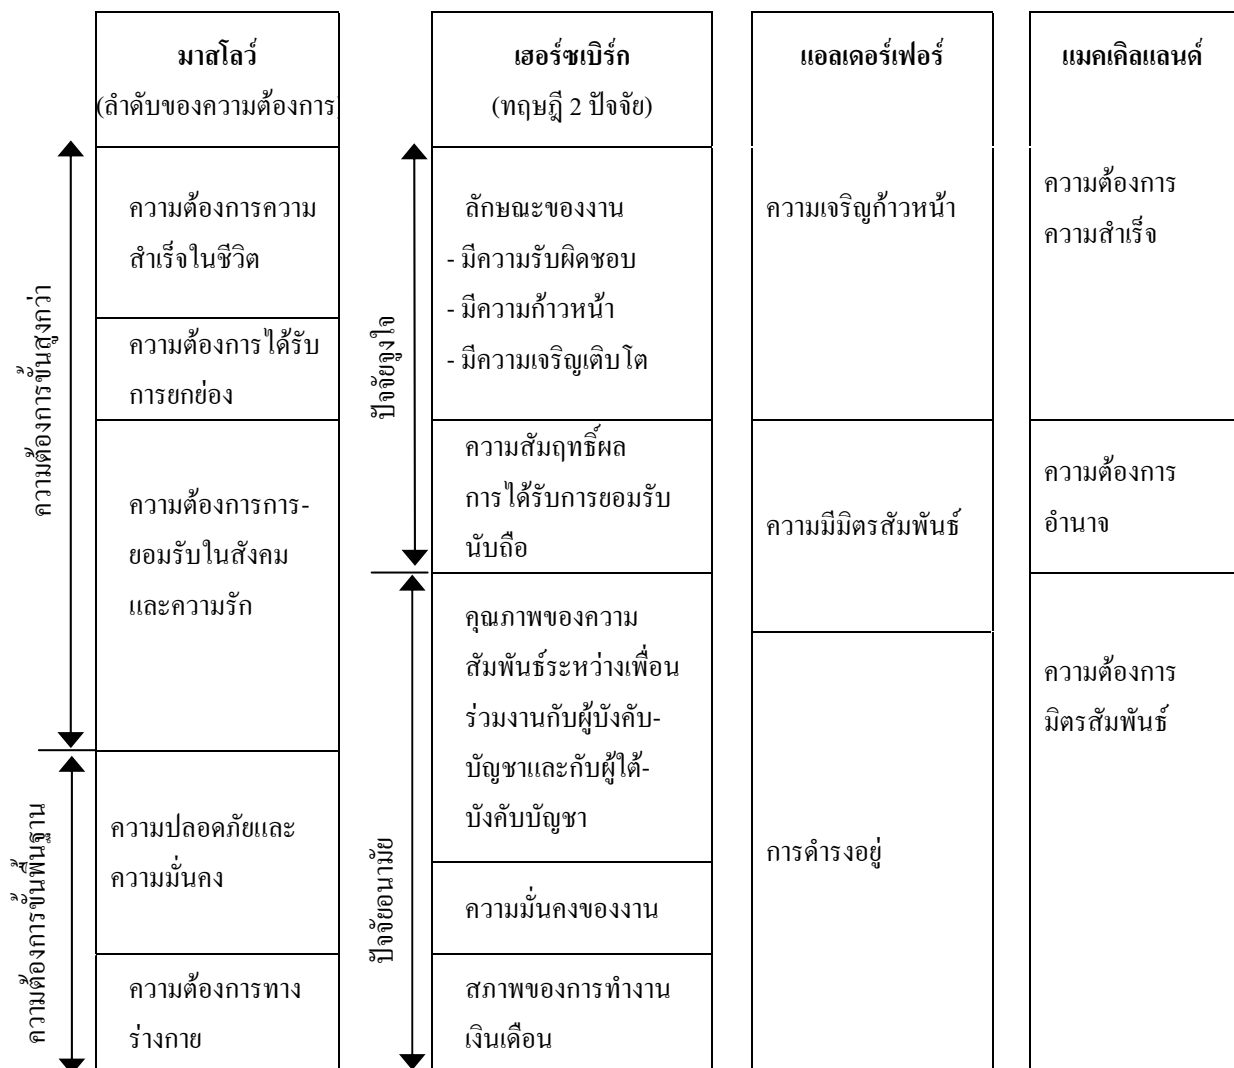 มาสโลว์
(ลำดับของความต้องการ)
ความต้องการขั้นสูงกว่า
ความต้องการความ
สำเร็จในชีวิต
ความต้องการได้รับ
การยกย่อง
ความต้องการการ-
ยอมรับในสังคม
และความรัก
ความต้องการขั้นพื้นฐาน
ความปลอดภัยและ
ความมั่นคง
ความต้องการทาง
ร่างกาย
เฮอร์ซเบิร์ก
(ทฤษฎี 2 ปัจจัย)
ปัจจัยจูงใจ
ลักษณะของงาน
- มีความรับผิดชอบ
- มีความก้าวหน้า
- มีความเจริญเติบโต
ความสัมฤทธิ์ผล
การได้รับการยอมรับ
นับถือ
ปัจจัยอนามัย
คุณภาพของความ
สัมพันธ์ระหว่างเพื่อน
ร่วมงานกับผู้บังคับ-
บัญชาและกับผู้ใต้-
บังคับบัญชา
ความมั่นคงของงาน
สภาพของการทำงาน
เงินเดือน
แอลเดอร์เฟอร์
ความเจริญก้าวหน้า
ความมีมิตรสัมพันธ์
การดำรงอยู่
แมคเคิลแลนด์
ความต้องการ
ความสำเร็จ
ความต้องการ
อำนาจ
ความต้องการ
มิตรสัมพันธ์